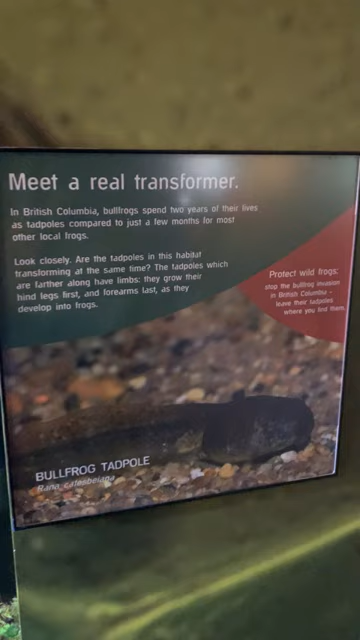 Meet a real transformer.
In British Columbia, bullfrogs spend two years of their lives
as tadpoles compared to just a few months for most
other local frogs.
Look closely. Are the tadpoles in this habitat
transforming at the same time? The tadpoles which
are farther along have limbs: they grow their
hind legs first, and forearms last, as they
develop into frogs.
Protect wild frogs:
stop the bullfrog invasion
in British Columbia -
leave their tadpoles
where you find them.
BULLFROG TADPOLE
Rana catesbeiana